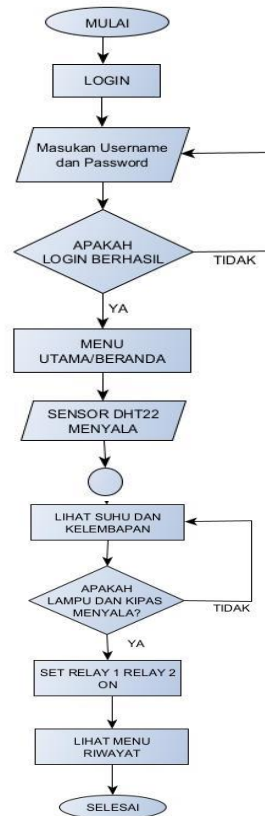 MULAI
LOGIN
Masukan Username
dan Password
APAKAH
LOGIN BERHASIL
TIDAK
YA
MENU
UTAMA/BERANDA
SENSOR DHT22
MENYALA
LIHAT SUHU DAN
KELEMBAPAN
APAKAH
LAMPU DAN KIPAS
MENYALA?
TIDAK
YA
SET RELAY 1 RELAY 2
ON
LIHAT MENU
RIWAYAT
SELESAI